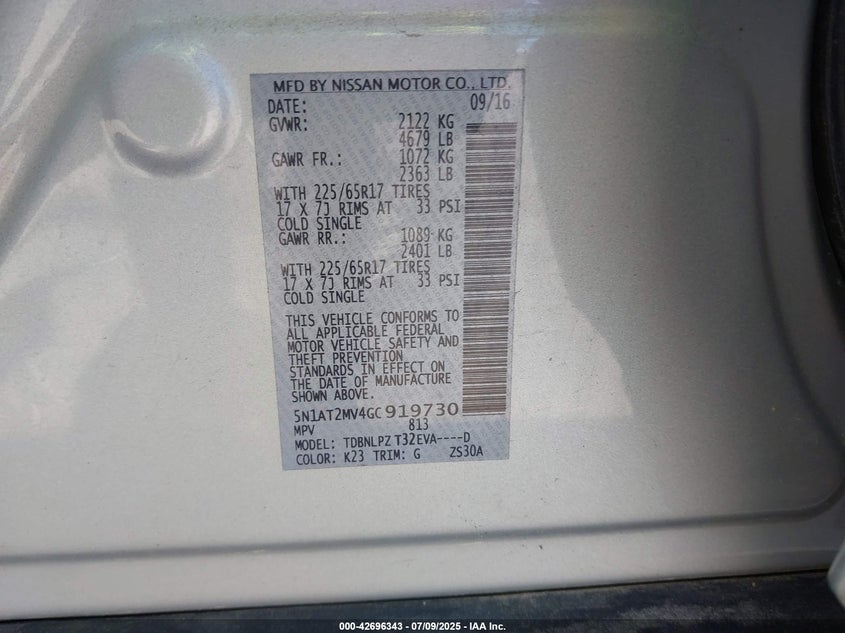 MFD BY NISSAN MOTOR CO., LTD.
DATE: 09/16
GVWR: 2122 KG
4679 LB
GAWR FR.: 1072 KG
2363 LB
WITH 225/65R17 TIRES
17 X 7J RIMS AT 33 PSI
COLD SINGLE
GAWR RR.: 1089 KG
2401 LB
WITH 225/65R17 TIRES
17 X 7J RIMS AT 33 PSI
COLD SINGLE
THIS VEHICLE CONFORMS TO
ALL APPLICABLE FEDERAL
MOTOR VEHICLE SAFETY AND
THEFT PREVENTION
STANDARDS IN EFFECT ON
THE DATE OF MANUFACTURE
SHOWN ABOVE.
5N1AT2MV4GC919730
MPV 813
MODEL: TDBNLPZ T32EVA----D
COLOR: K23 TRIM: G ZS30A
000-42696343 / 07/09/2025 - IAA Inc.